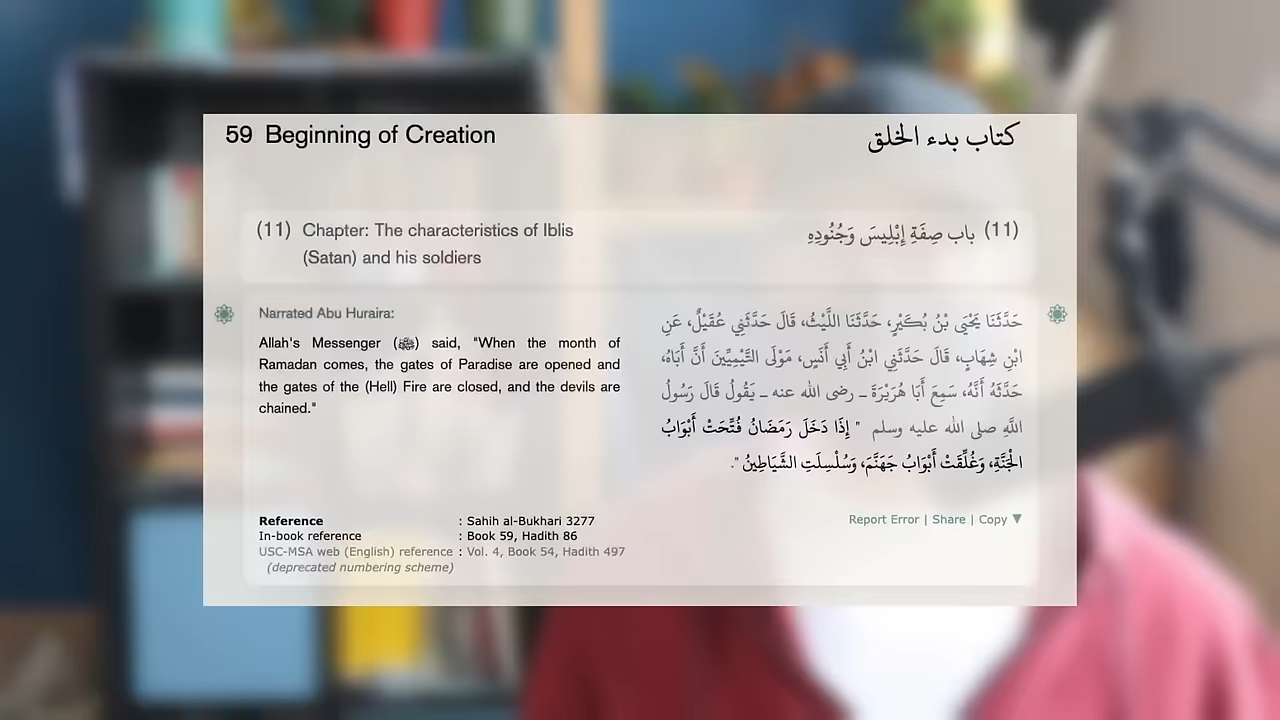 59 Beginning of Creation
كتاب بدء الخلق
(11) Chapter: The characteristics of Iblis
(Satan) and his soldiers
(11) باب صِفَةِ إِبْلِيسَ وَجُنُودِهِ
Narrated Abu Huraira:
Allah's Messenger (ﷺ) said, "When the month of
Ramadan comes, the gates of Paradise are opened and
the gates of the (Hell) Fire are closed, and the devils are
chained."
حَدَّثَنَا يَحْيَى بْنُ بُكَيْرٍ، حَدَّثَنَا اللَّيْثُ، قَالَ حَدَّثَنِي عُقَيْلٌ، عَنِ
ابْنِ شِهَابٍ، قَالَ حَدَّثَنِي ابْنُ أَبِي أَنَسٍ، مَوْلَى التَّيْمِيِّينَ أَنَّ أَبَاهُ،
حَدَّثَهُ أَنَّهُ، سَمِعَ أَبَا هُرَيْرَةَ ـ رضى الله عنه ـ يَقُولُ قَالَ رَسُولُ
اللَّهِ صلى الله عليه وسلم " إِذَا دَخَلَ رَمَضَانُ فُتِّحَتْ أَبْوَابُ
الْجَنَّةِ، وَغُلِّقَتْ أَبْوَابُ جَهَنَّمَ، وَسُلْسِلَتِ الشَّيَاطِينُ ".
Reference : Sahih al-Bukhari 3277
In-book reference : Book 59, Hadith 86
USC-MSA web (English) reference : Vol. 4, Book 54, Hadith 497
(deprecated numbering scheme)
Report Error | Share | Copy ▼